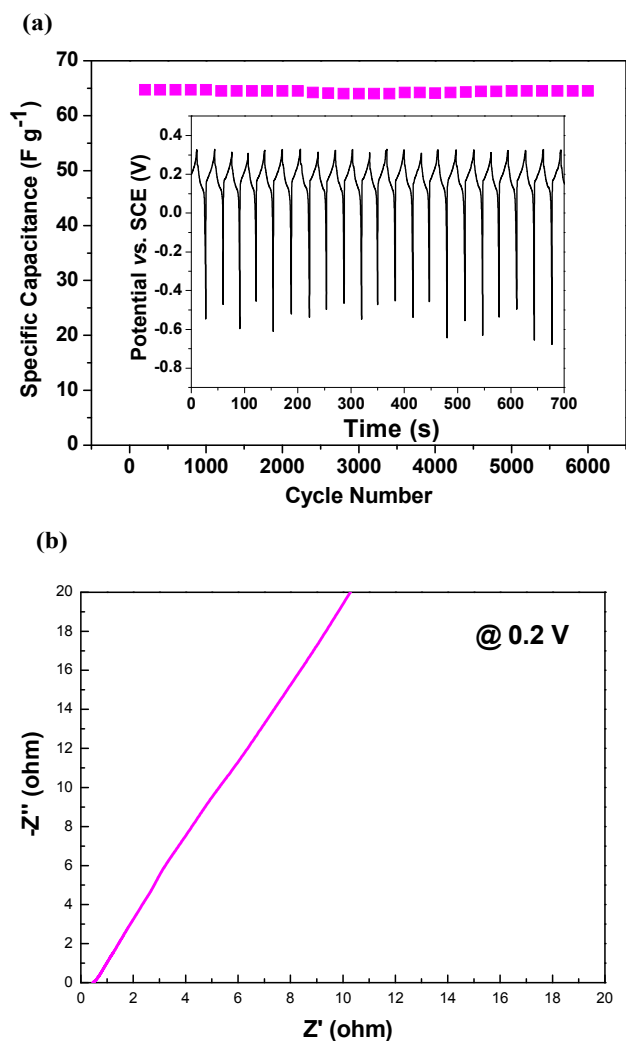 (a)
70
60
50
40
30
20
10
0
Specific Capacitance (F g⁻¹)
0.4
0.2
0.0
-0.2
-0.4
-0.6
-0.8
Potential vs. SCE (V)
0 100 200 300 400 500 600 700
Time (s)
0 1000 2000 3000 4000 5000 6000
Cycle Number
(b)
20
18
16
14
12
10
8
6
4
2
0
-Z'' (ohm)
@ 0.2 V
0 2 4 6 8 10 12 14 16 18 20
Z' (ohm)